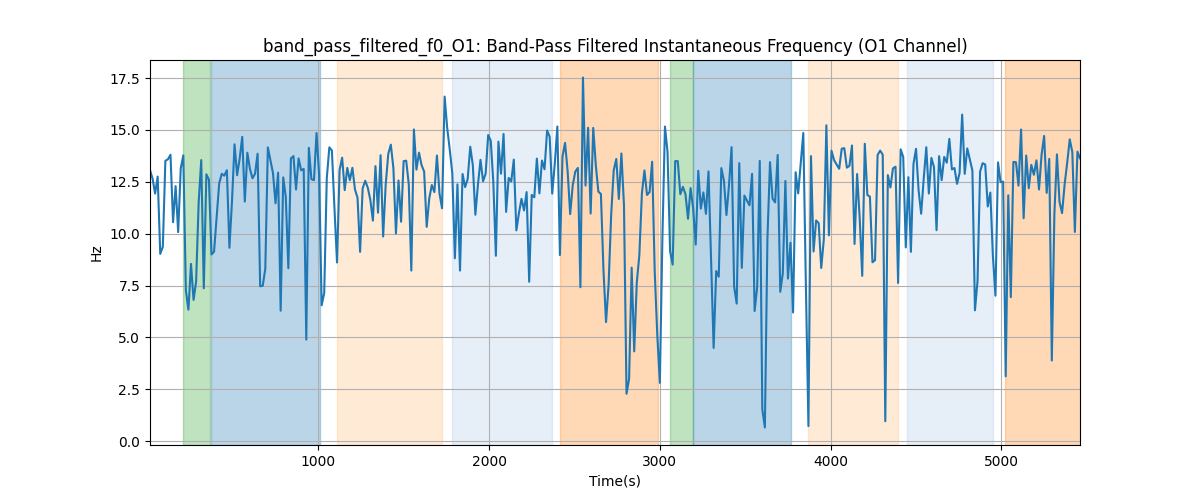 band_pass_filtered_f0_O1: Band-Pass Filtered Instantaneous Frequency (O1 Channel)
17.5
15.0
12.5
10.0
7.5
5.0
2.5
0.0
Hz
1000 2000 3000 4000 5000
Time(s)